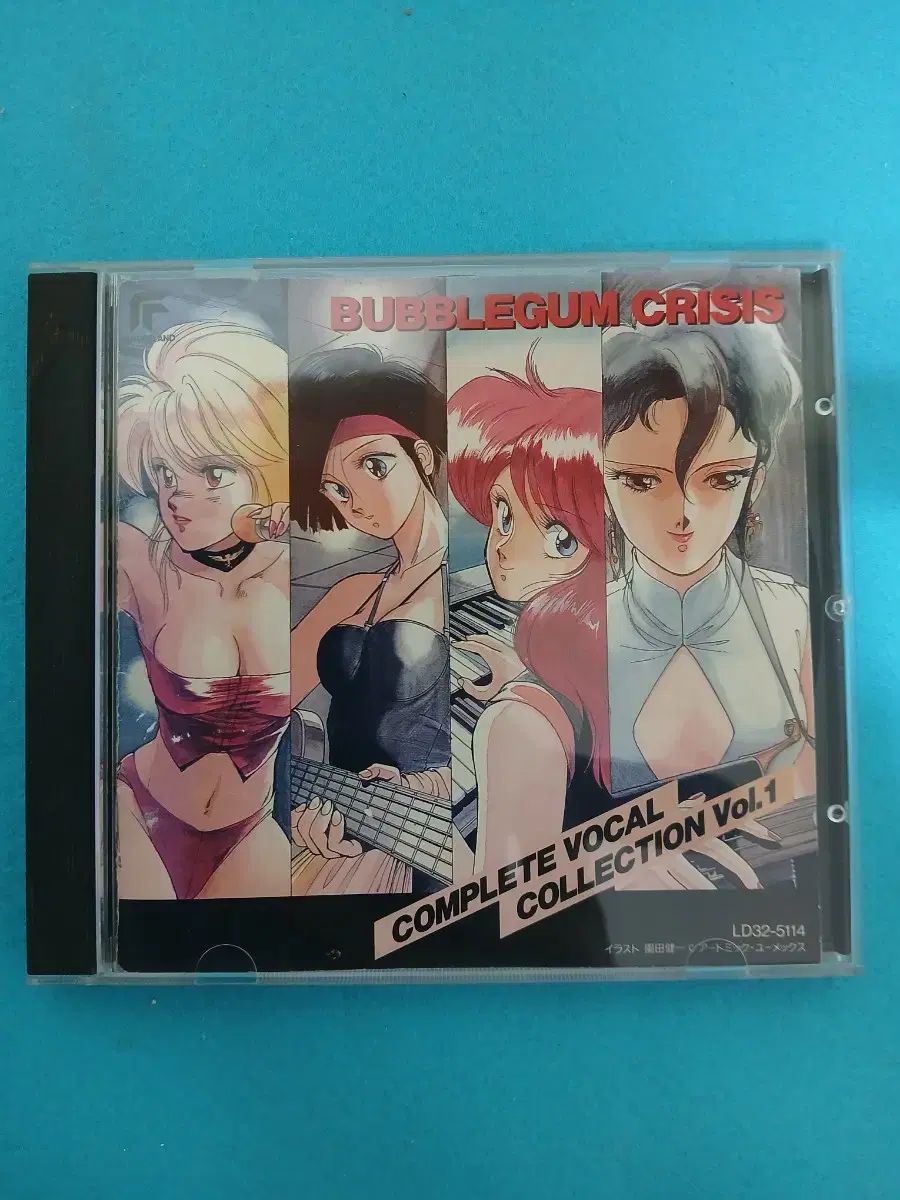 BUBBLEGUM CRISIS
COMPLETE VOCAL
COLLECTION Vol.1
LD32-5114
イラスト 園田健一 © アートミック・ユーメックス